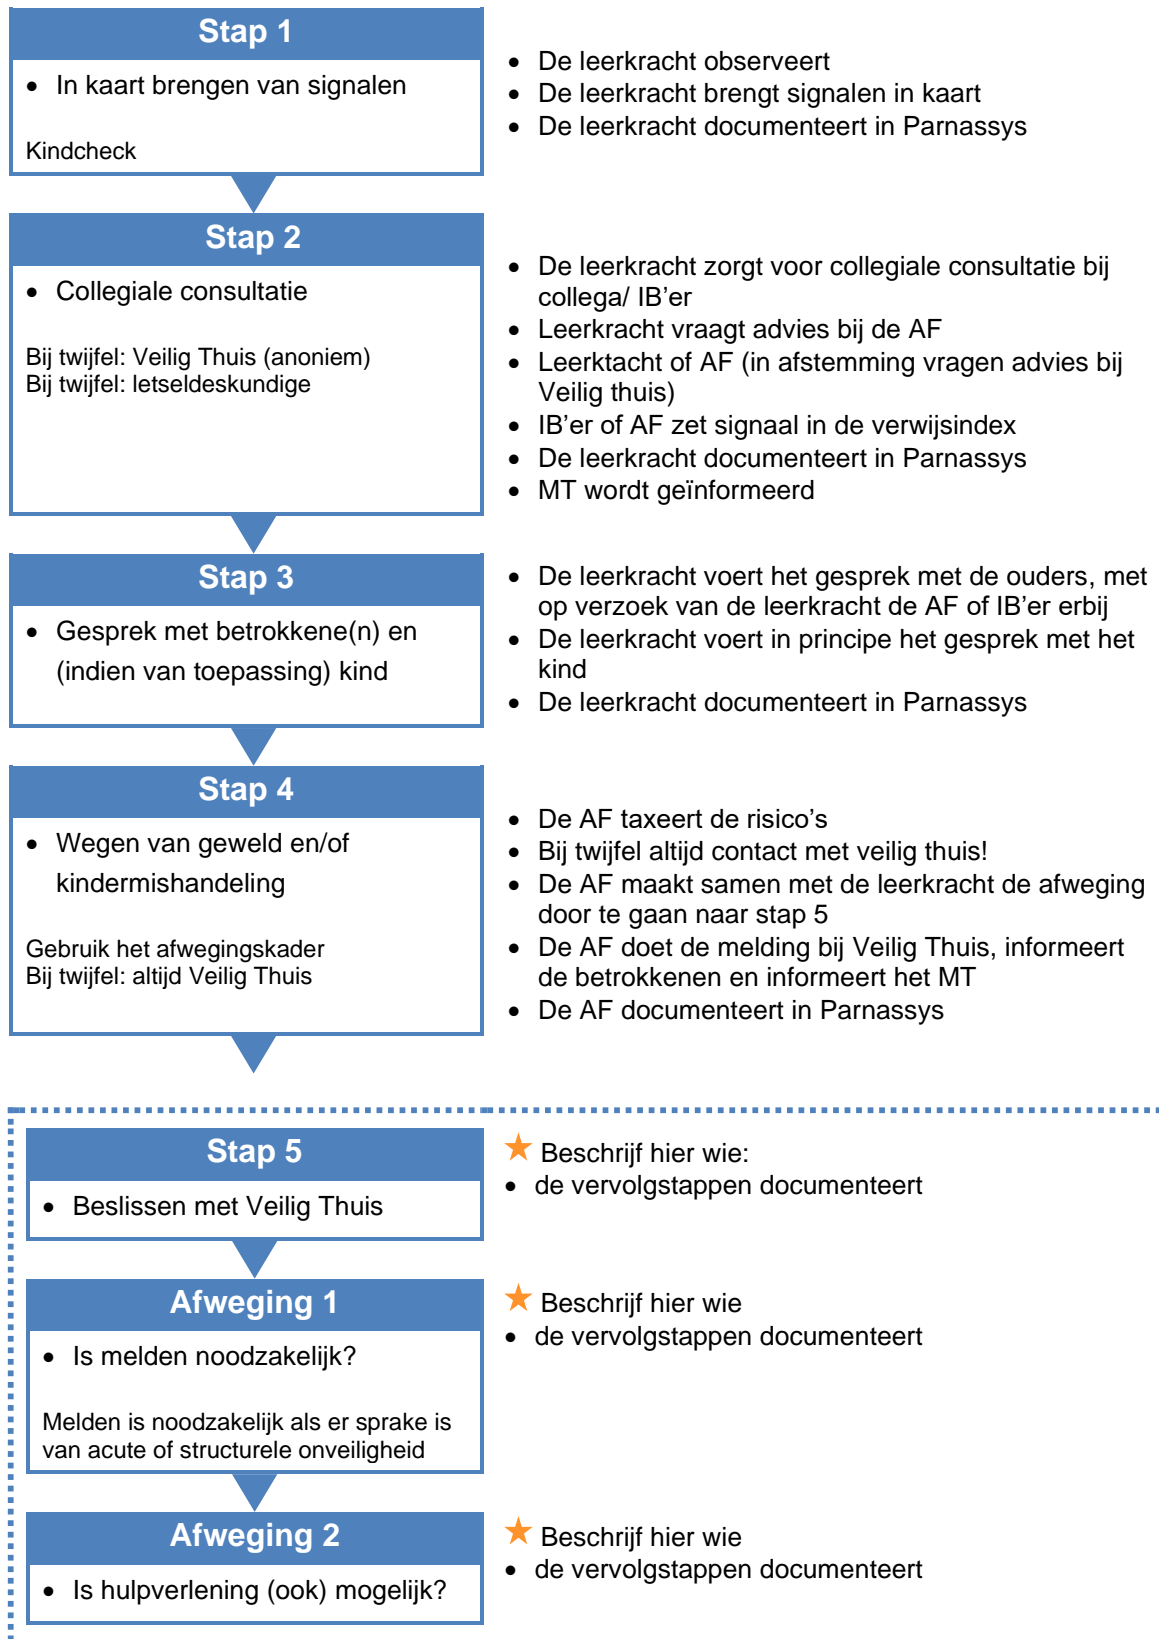 Stap 1
• In kaart brengen van signalen
Kindcheck
• De leerkracht observeert
• De leerkracht brengt signalen in kaart
• De leerkracht documenteert in Parnassys
Stap 2
• Collegiale consultatie
Bij twijfel: Veilig Thuis (anoniem)
Bij twijfel: letseldeskundige
• De leerkracht zorgt voor collegiale consultatie bij
collega/ IB’er
• Leerkracht vraagt advies bij de AF
• Leerktacht of AF (in afstemming vragen advies bij
Veilig thuis)
• IB’er of AF zet signaal in de verwijsindex
• De leerkracht documenteert in Parnassys
• MT wordt geïnformeerd
Stap 3
• Gesprek met betrokkene(n) en
(indien van toepassing) kind
• De leerkracht voert het gesprek met de ouders, met
op verzoek van de leerkracht de AF of IB’er erbij
• De leerkracht voert in principe het gesprek met het
kind
• De leerkracht documenteert in Parnassys
Stap 4
• Wegen van geweld en/of
kindermishandeling
Gebruik het afwegingskader
Bij twijfel: altijd Veilig Thuis
• De AF taxeert de risico’s
• Bij twijfel altijd contact met veilig thuis!
• De AF maakt samen met de leerkracht de afweging
door te gaan naar stap 5
• De AF doet de melding bij Veilig Thuis, informeert
de betrokkenen en informeert het MT
• De AF documenteert in Parnassys
Stap 5
• Beslissen met Veilig Thuis
★ Beschrijf hier wie:
• de vervolgstappen documenteert
Afweging 1
• Is melden noodzakelijk?
Melden is noodzakelijk als er sprake is
van acute of structurele onveiligheid
★ Beschrijf hier wie
• de vervolgstappen documenteert
Afweging 2
• Is hulpverlening (ook) mogelijk?
★ Beschrijf hier wie
• de vervolgstappen documenteert